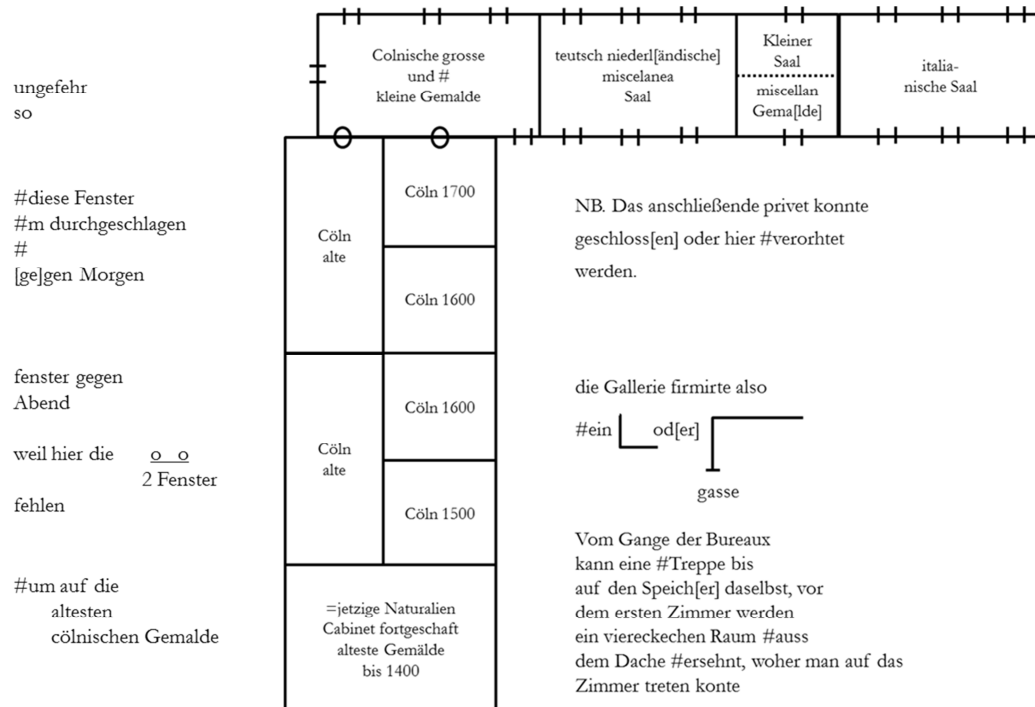 Colnische grosse
und #
kleine Gemalde
teutsch niederl[ändische]
miscelanea
Saal
Kleiner
Saal
miscellan
Gema[lde]
italia-
nische Saal
ungefehr
so
#diese Fenster
#m durchgeschlagen
#
[ge]gen Morgen
fenster gegen
Abend
weil hier die o o
2 Fenster
fehlen
#um auf die
altesten
cölnischen Gemalde
Cöln
alte
Cöln 1700
Cöln 1600
Cöln
alte
Cöln 1600
Cöln 1500
=jetzige Naturalien
Cabinet fortgeschaft
alteste Gemälde
bis 1400
NB. Das anschließende privet konnte
geschloss[en] oder hier #verorhtet
werden.
die Gallerie firmirte also
#ein od[er]
gasse
Vom Gange der Bureaux
kann eine #Treppe bis
auf den Speich[er] daselbst, vor
dem ersten Zimmer werden
ein viereckechen Raum #auss
dem Dache #ersehnt, woher man auf das
Zimmer treten konte